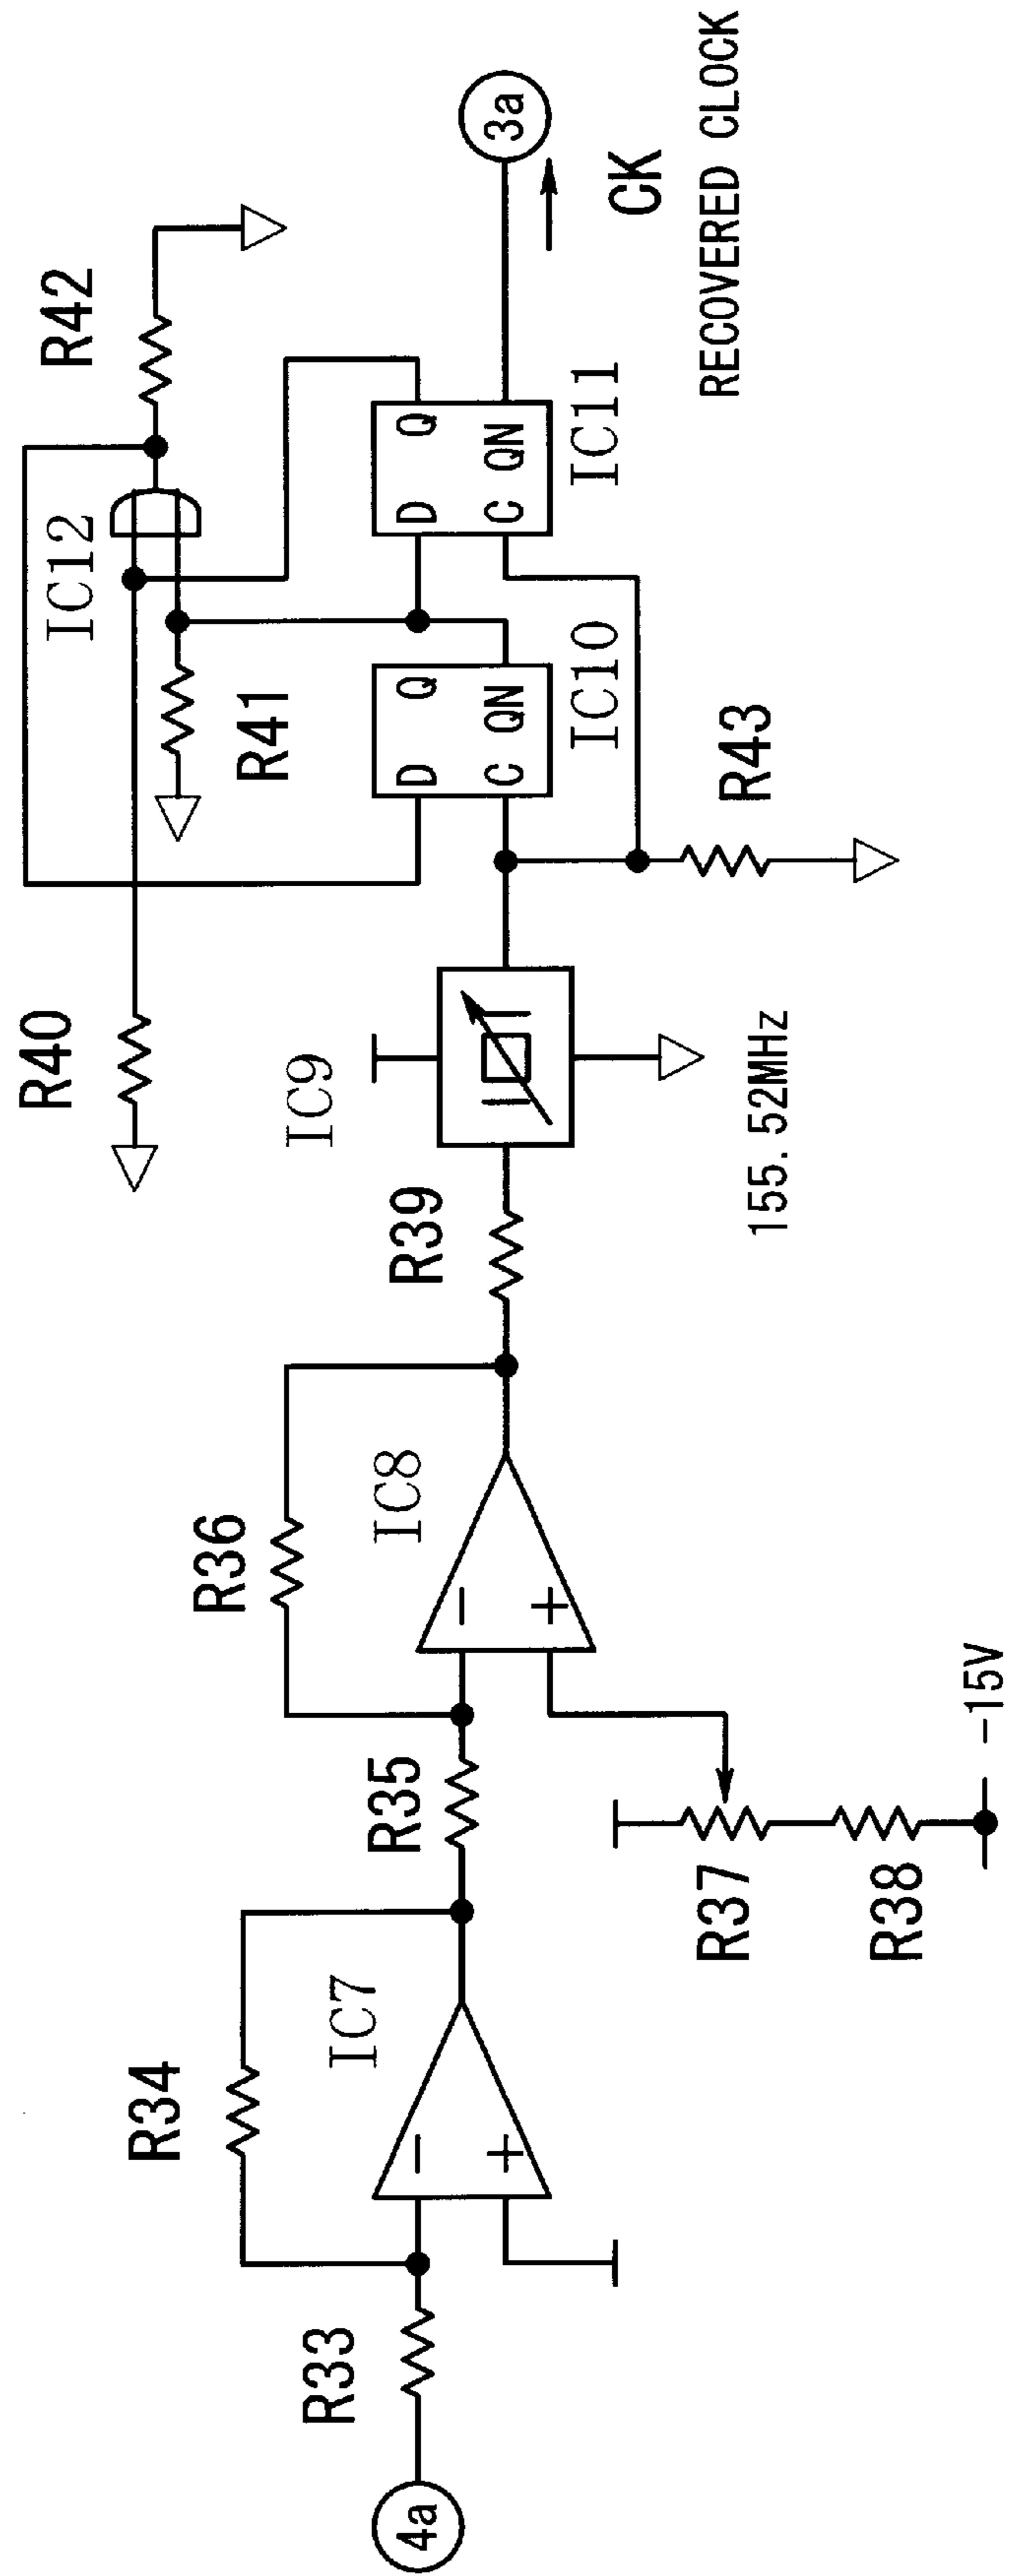 4a
R33
R34
-
+
IC7
R35
R36
-
+
IC8
R37
R38
-15V
R39
IC9
155.52MHz
R40
R41
IC12
R42
D Q
C QN
IC10
R43
D Q
C QN
IC11
3a
CK
RECOVERED CLOCK